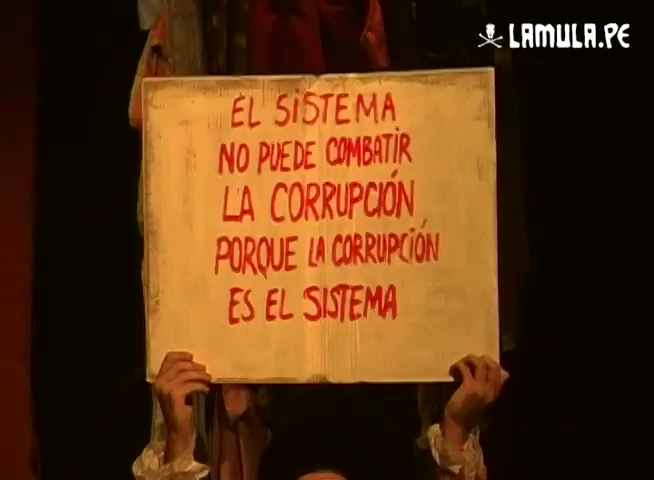 LAMULA.PE
EL SISTEMA
NO PUEDE COMBATIR
LA CORRUPCIÓN
PORQUE LA CORRUPCIÓN
ES EL SISTEMA